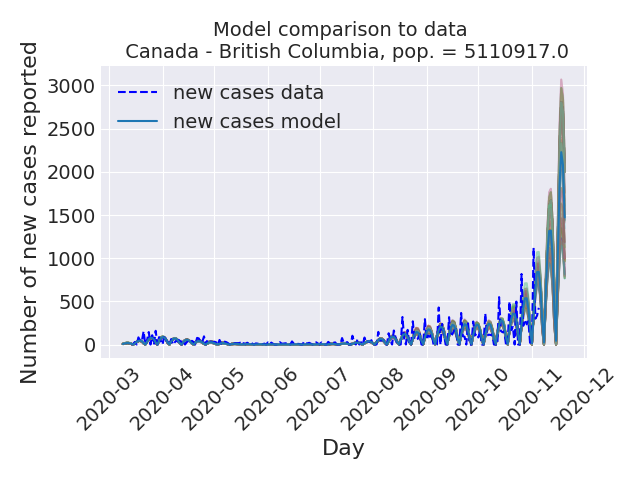 Model comparison to data
Canada - British Columbia, pop. = 5110917.0
Number of new cases reported
3000
2500
2000
1500
1000
500
0
new cases data
new cases model
2020-03
2020-04
2020-05
2020-06
2020-07
2020-08
2020-09
2020-10
2020-11
2020-12
Day